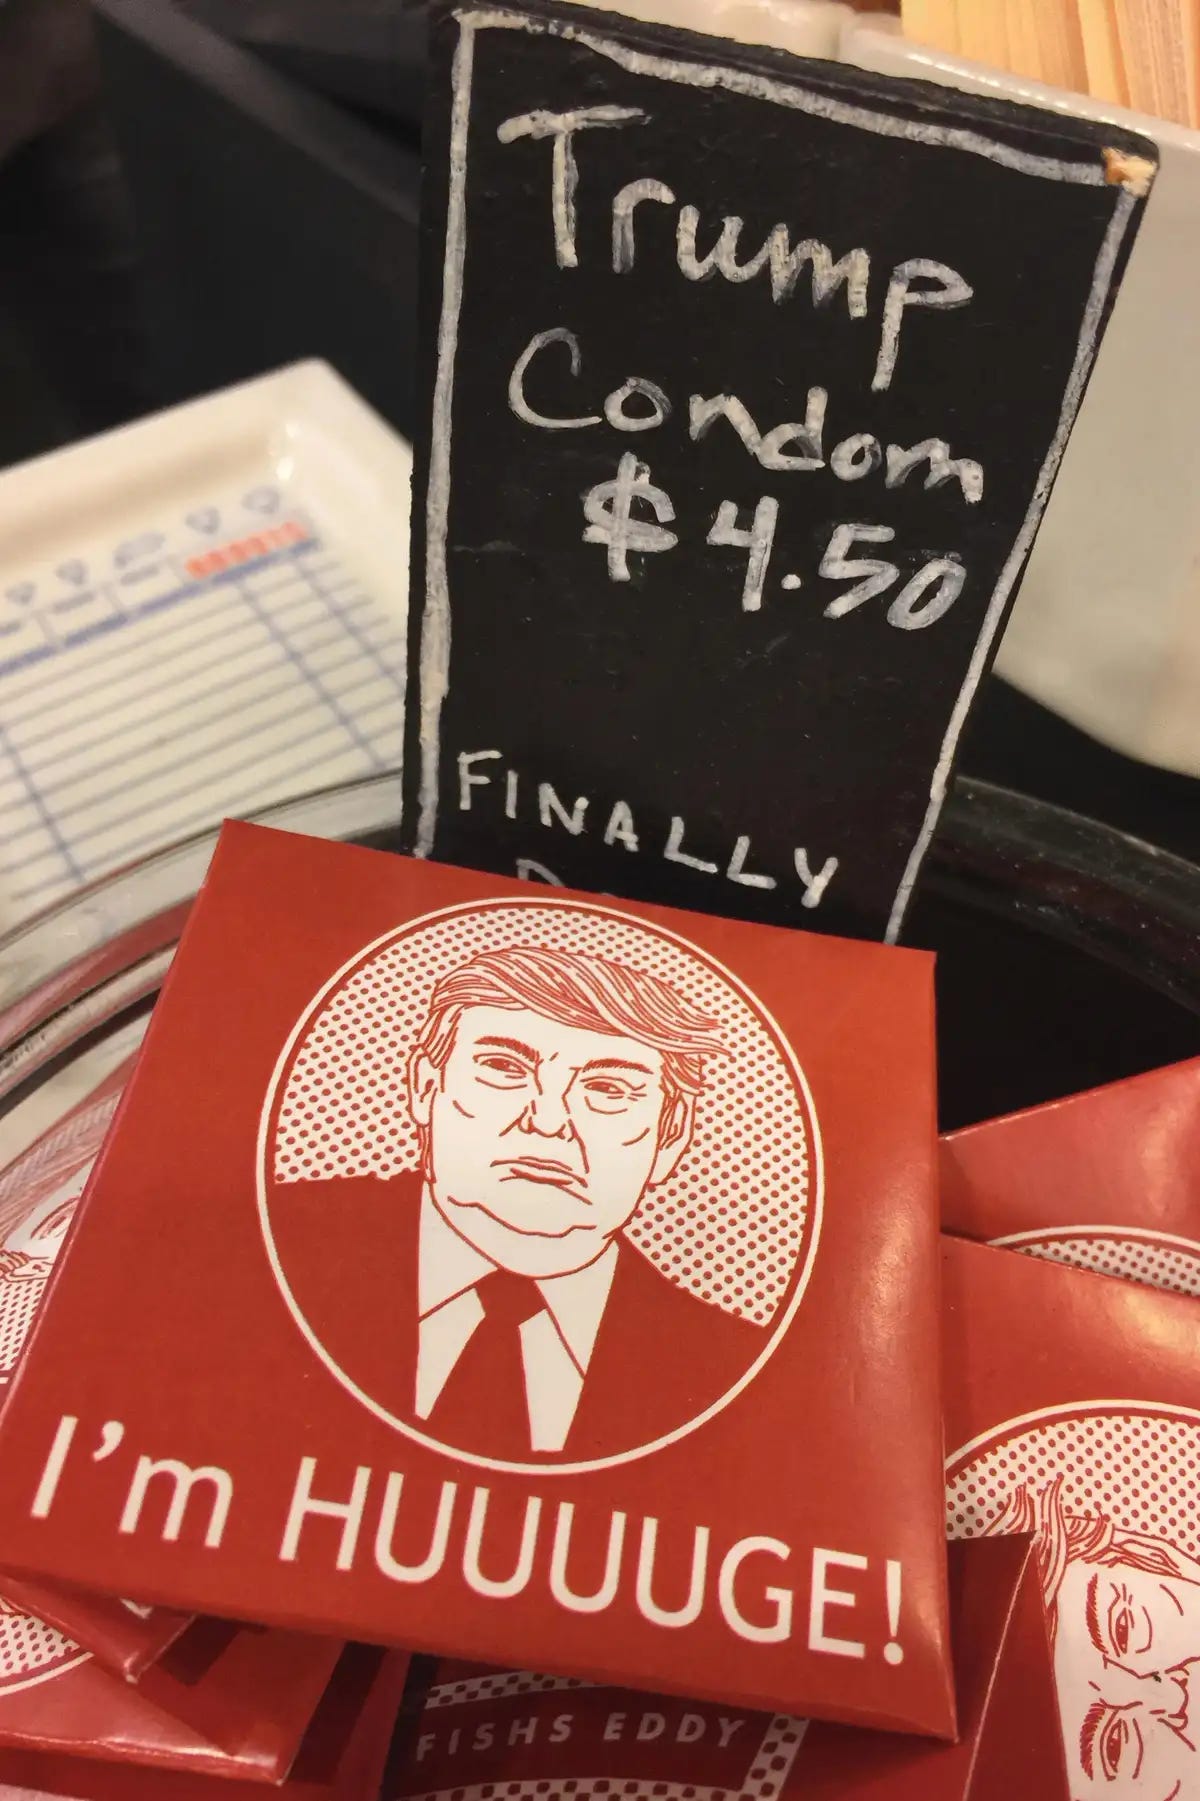 Trump
Condom
$4.50
FINALLY
I'm HUUUUGE!
FISHS EDDY